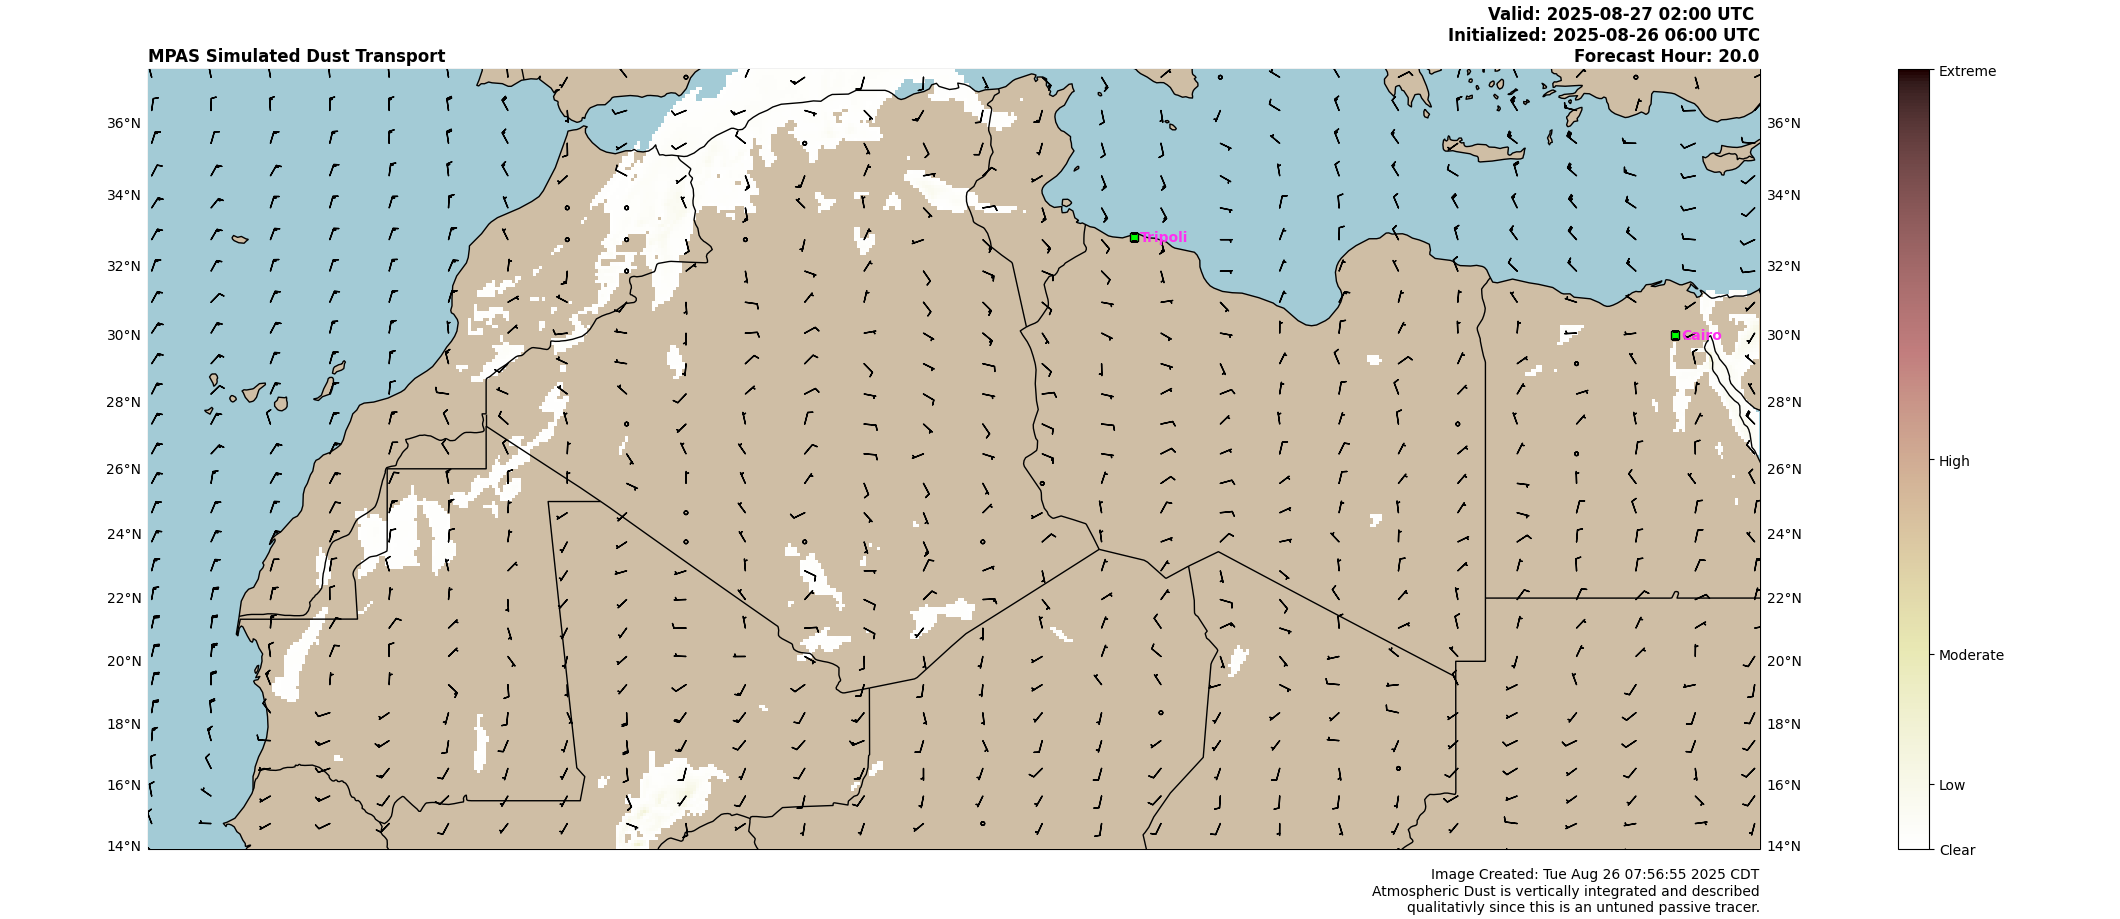 Valid: 2025-08-27 02:00 UTC
Initialized: 2025-08-26 06:00 UTC
MPAS Simulated Dust Transport
Forecast Hour: 20.0
Extreme
36°N
36°N
34°N
34°N
Tripoli
32°N
32°N
30°N
Cairo
30°N
28°N
28°N
26°N
26°N
High
24°N
24°N
22°N
22°N
20°N
20°N
Moderate
18°N
18°N
16°N
16°N
Low
14°N
14°N
Clear
Image Created: Tue Aug 26 07:56:55 2025 CDT
Atmospheric Dust is vertically integrated and described
qualitativly since this is an untuned passive tracer.